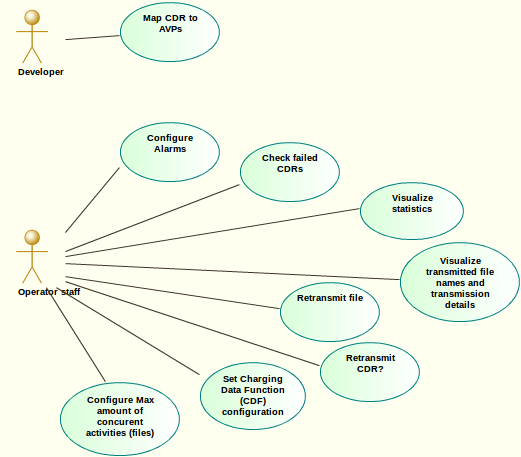 Map CDR to
AVPs
Developer
Configure
Alarms
Check failed
CDRs
Visualize
statistics
Visualize
transmitted file
names and
transmission
details
Operator staff
Retransmit file
Retransmit
CDR?
Set Charging
Data Function
(CDF)
configuration
Configure Max
amount of
concurent
activities (files)